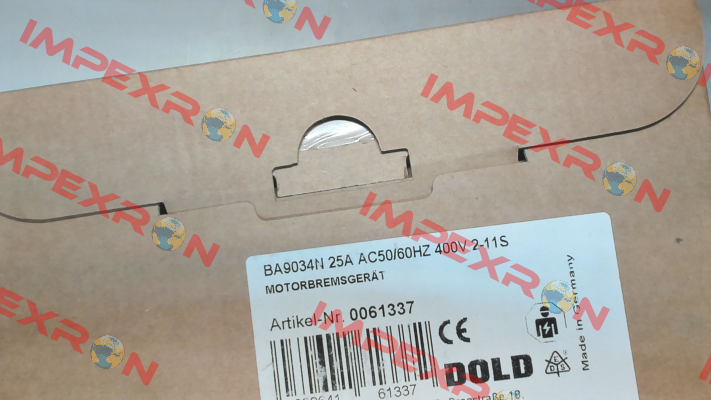 IMPEXRON
IMPEXRON
IMPEXRON
IMPEXRON
IMPEXRON
IMPEXRON
BA9034N 25A AC50/60HZ 400V 2-11S
MOTORBREMSGERÄT
Artikel-Nr. 0061337
CE
61337
DOLD
Made in Germany